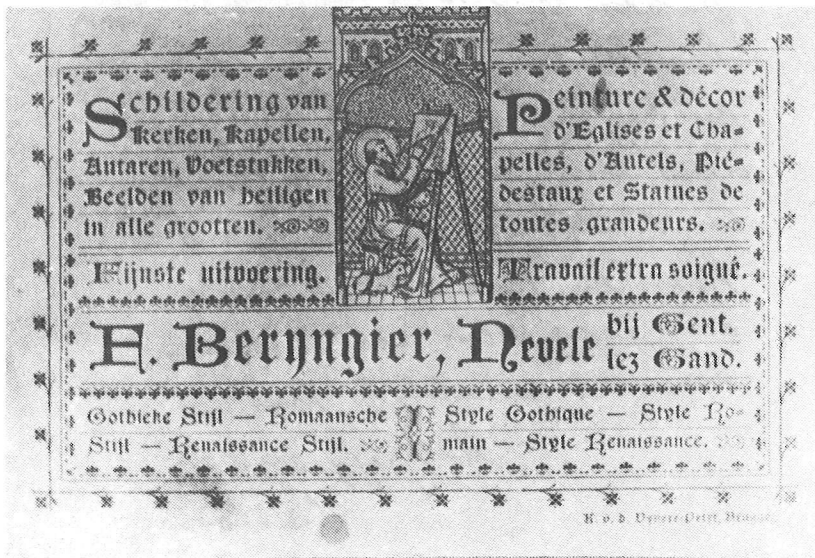 Schildering van
Kerken, Kapellen,
Autaren, Voetstukken,
Beelden van heiligen
in alle grootten.
Fijnste uitvoering.
Peinture & décor
d'Eglises et Cha-
pelles, d'Autels, Pié-
destaux et Statues de
toutes grandeurs.
Travail extra soigné.
A. Beryngier, Nevele
bij Gent.
lez Gand.
Gothieke Stijl — Romaansche
Stijl — Renaissance Stijl.
Style Gothique — Style Ro-
main — Style Renaissance.